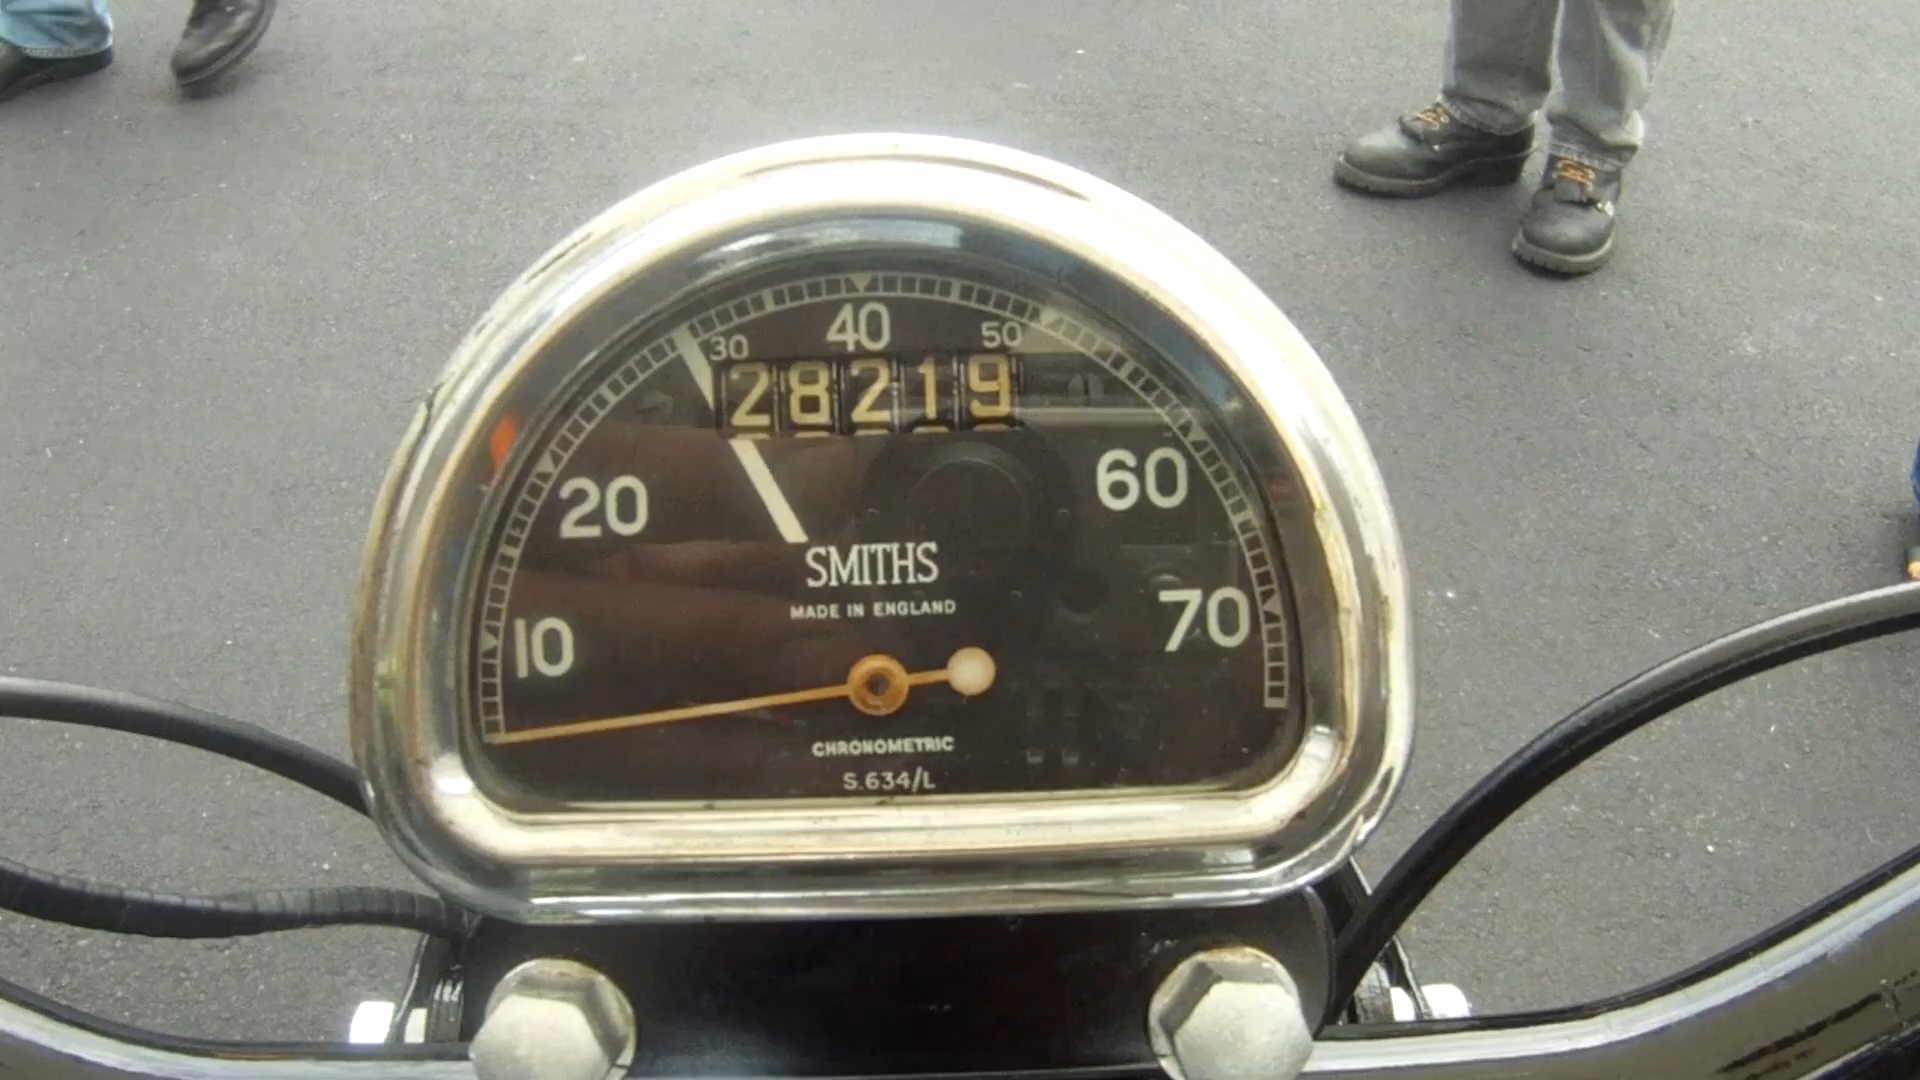 40
30 50
28219
20 60
SMITHS
MADE IN ENGLAND
10 70
CHRONOMETRIC
S.634/L